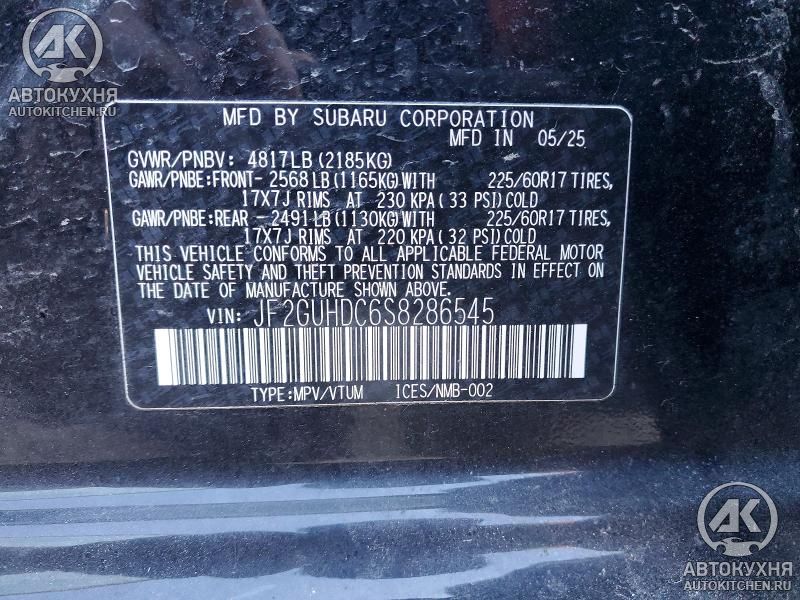 АК
АВТОКУХНЯ
AUTOKITCHEN.RU
MFD BY SUBARU CORPORATION
MFD IN 05/25
GVWR/PNBV: 4817LB(2185KG)
GAWR/PNBE:FRONT-2568LB(1165KG)WITH 225/60R17 TIRES,
17X7J RIMS AT 230 KPA(33 PSI)COLD
GAWR/PNBE:REAR -2491LB(1130KG)WITH 225/60R17 TIRES,
17X7J RIMS AT 220 KPA(32 PSI)COLD
THIS VEHICLE CONFORMS TO ALL APPLICABLE FEDERAL MOTOR
VEHICLE SAFETY AND THEFT PREVENTION STANDARDS IN EFFECT ON
THE DATE OF MANUFACTURE SHOWN ABOVE.
VIN: JF2GUHDC6S8286545
TYPE:MPV/VTUM ICES/NMB-002
АК
АВТОКУХНЯ
AUTOKITCHEN.RU